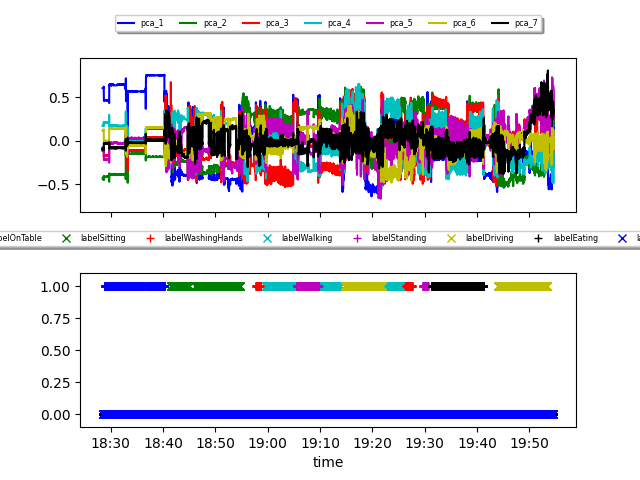 pca_1 pca_2 pca_3 pca_4 pca_5 pca_6 pca_7
0.5
0.0
−0.5
labelSitting labelWashingHands labelWalking labelStanding labelDriving labelEating
1.00
0.75
0.50
0.25
0.00
18:30 18:40 18:50 19:00 19:10 19:20 19:30 19:40 19:50
time